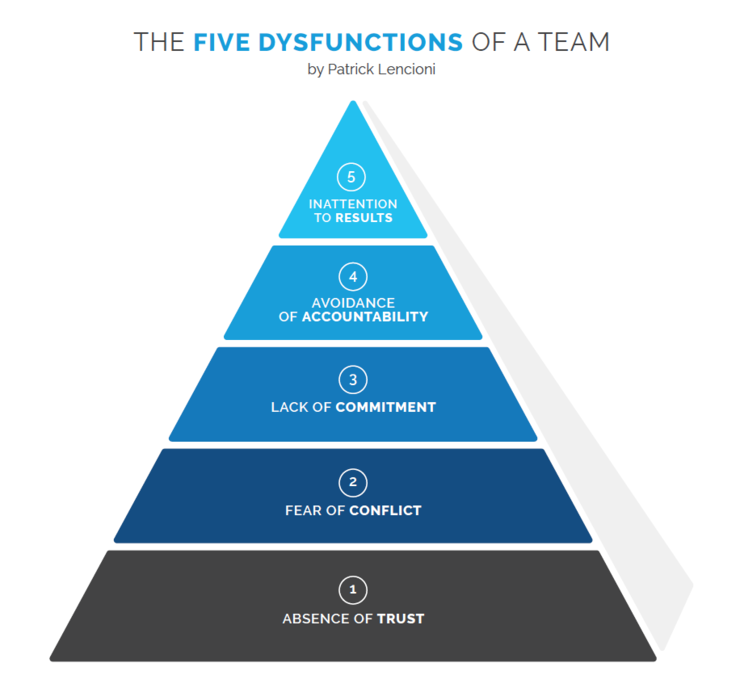 THE FIVE DYSFUNCTIONS OF A TEAM
by Patrick Lencioni
5
INATTENTION
TO RESULTS
4
AVOIDANCE
OF ACCOUNTABILITY
3
LACK OF COMMITMENT
2
FEAR OF CONFLICT
1
ABSENCE OF TRUST